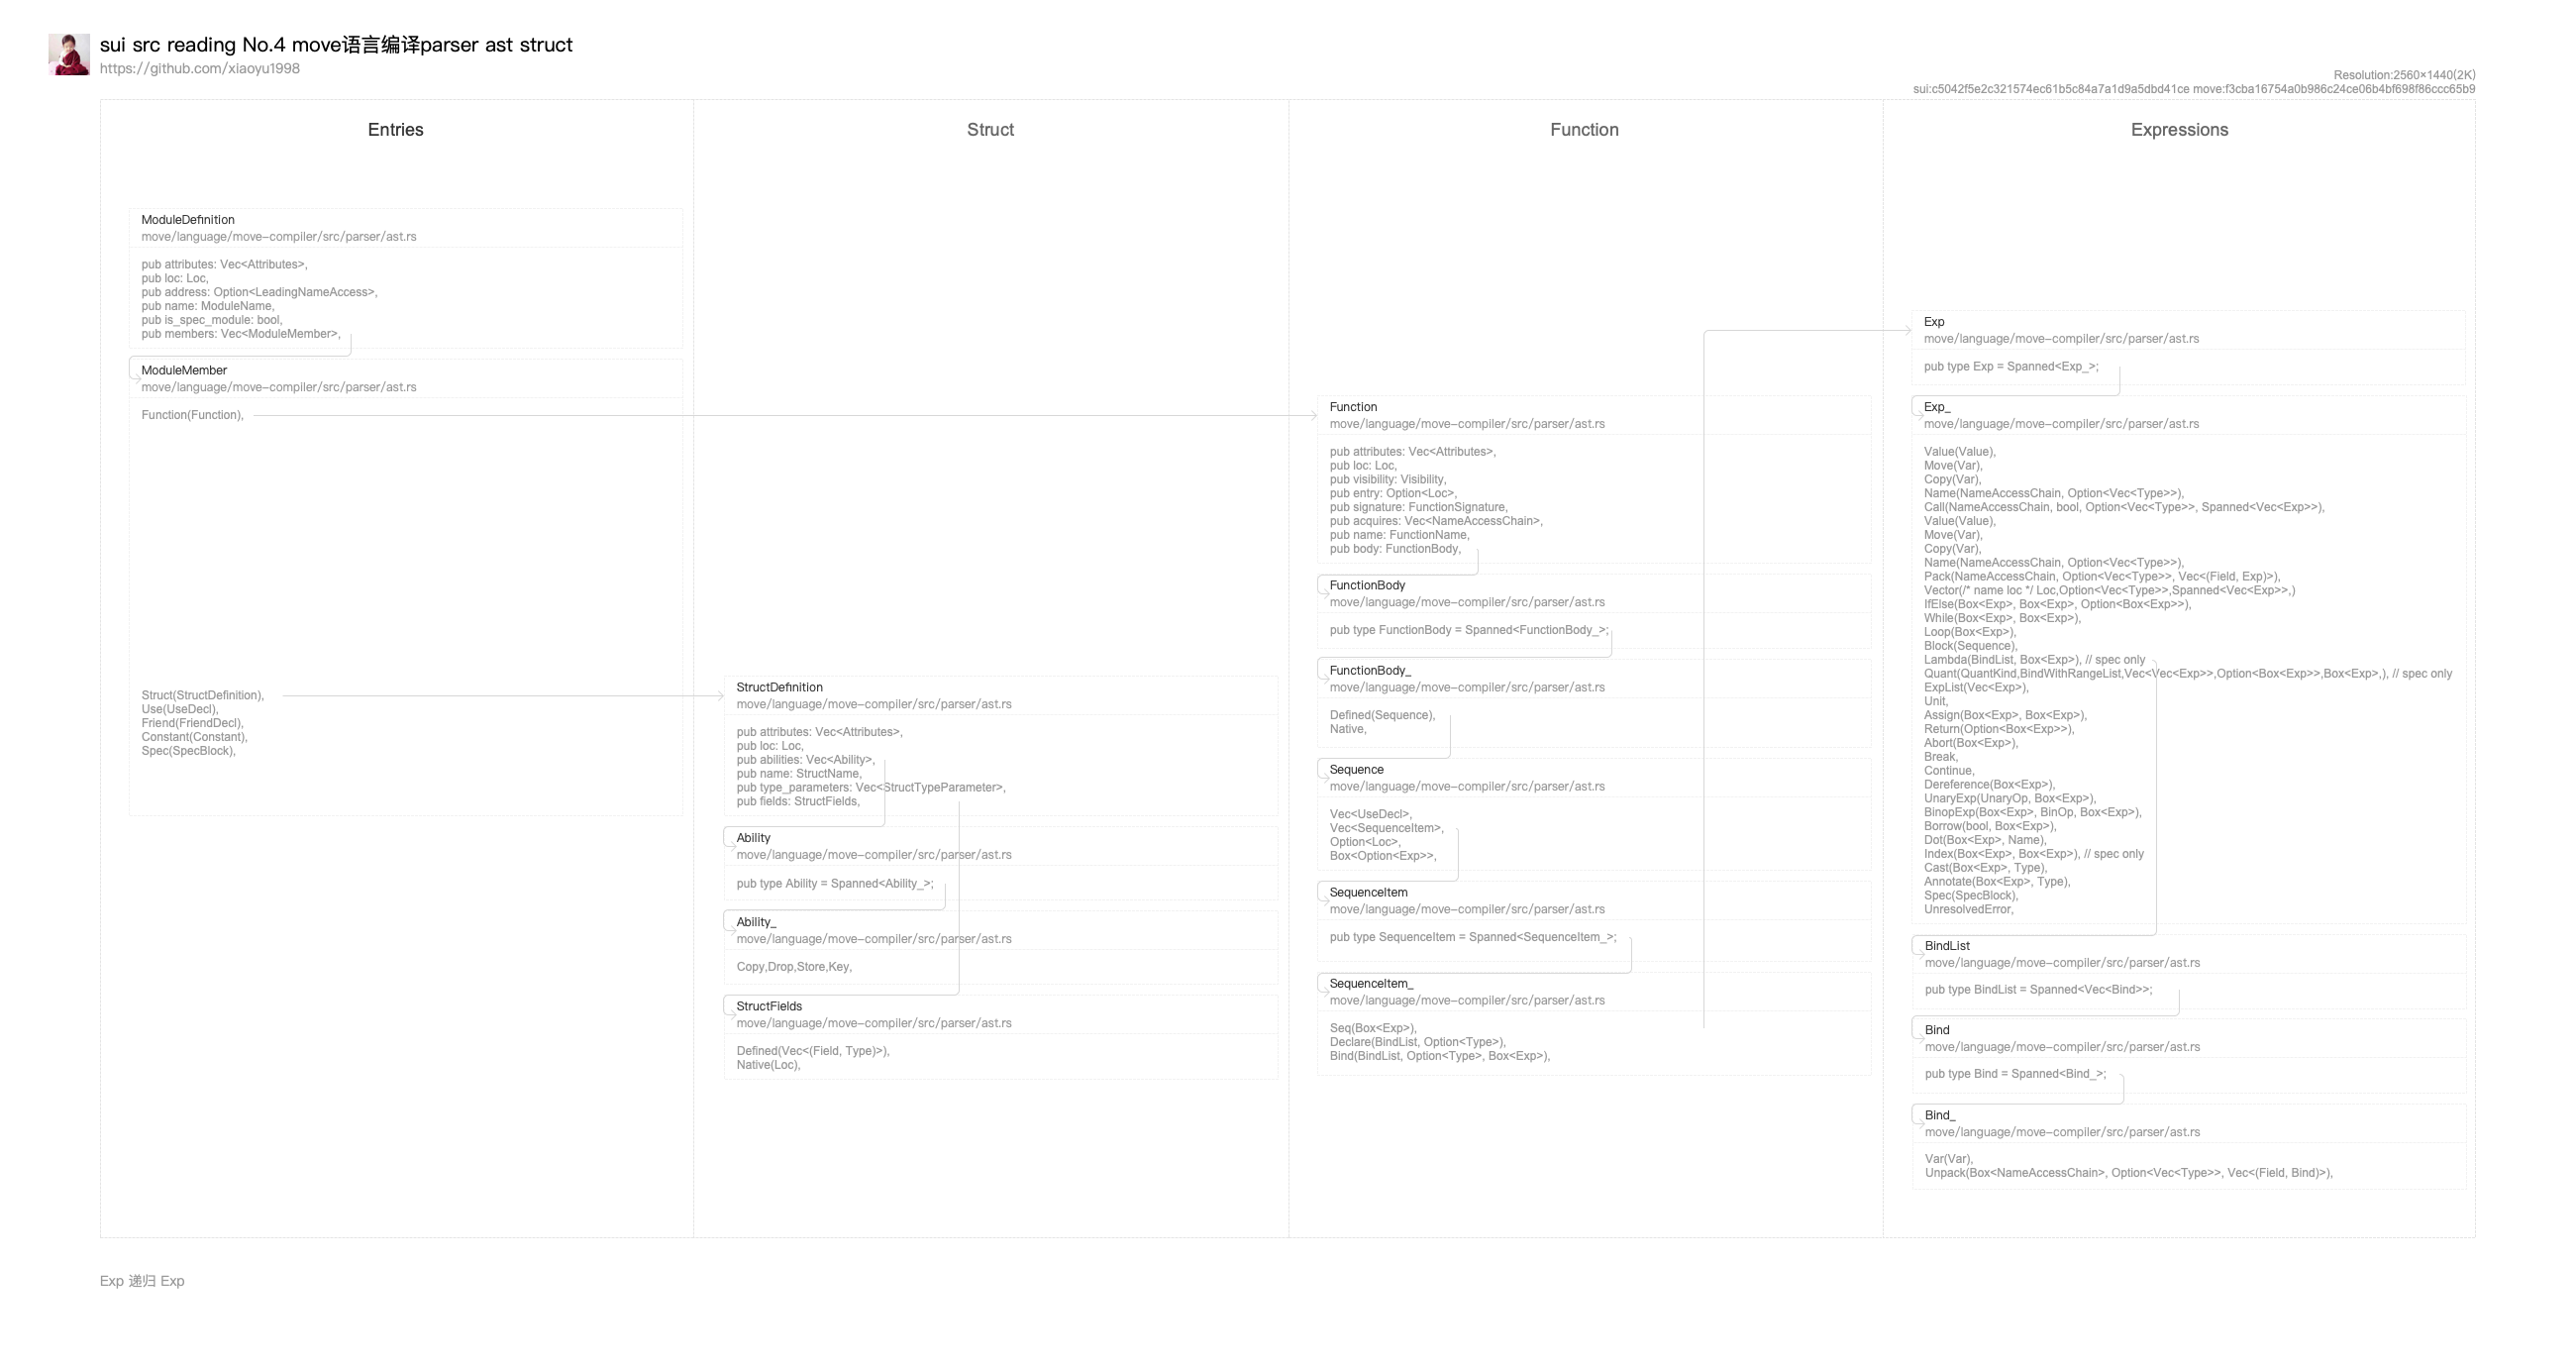 sui src reading No.4 move语言编译parser ast struct
https://github.com/xiaoyu1998
Resolution:2560×1440(2K)
sui:c5042f5e2c321574ec61b5c84a7a1d9a5dbd41ce move:f3cba16754a0b986c24ce06b4bf698f86ccc65b9
Entries
ModuleDefinition
move/language/move-compiler/src/parser/ast.rs
pub attributes: Vec<Attributes>,
pub loc: Loc,
pub address: Option<LeadingNameAccess>,
pub name: ModuleName,
pub is_spec_module: bool,
pub members: Vec<ModuleMember>,
ModuleMember
move/language/move-compiler/src/parser/ast.rs
Function(Function),
Struct(StructDefinition),
Use(UseDecl),
Friend(FriendDecl),
Constant(Constant),
Spec(SpecBlock),
Struct
StructDefinition
move/language/move-compiler/src/parser/ast.rs
pub attributes: Vec<Attributes>,
pub loc: Loc,
pub abilities: Vec<Ability>,
pub name: StructName,
pub type_parameters: Vec<StructTypeParameter>,
pub fields: StructFields,
Ability
move/language/move-compiler/src/parser/ast.rs
pub type Ability = Spanned<Ability_>;
Ability_
move/language/move-compiler/src/parser/ast.rs
Copy,Drop,Store,Key,
StructFields
move/language/move-compiler/src/parser/ast.rs
Defined(Vec<(Field, Type)>),
Native(Loc),
Function
Function
move/language/move-compiler/src/parser/ast.rs
pub attributes: Vec<Attributes>,
pub loc: Loc,
pub visibility: Visibility,
pub entry: Option<Loc>,
pub signature: FunctionSignature,
pub acquires: Vec<NameAccessChain>,
pub name: FunctionName,
pub body: FunctionBody,
FunctionBody
move/language/move-compiler/src/parser/ast.rs
pub type FunctionBody = Spanned<FunctionBody_>;
FunctionBody_
move/language/move-compiler/src/parser/ast.rs
Defined(Sequence),
Native,
Sequence
move/language/move-compiler/src/parser/ast.rs
Vec<UseDecl>,
Vec<SequenceItem>,
Option<Loc>,
Box<Option<Exp>>,
SequenceItem
move/language/move-compiler/src/parser/ast.rs
pub type SequenceItem = Spanned<SequenceItem_>;
SequenceItem_
move/language/move-compiler/src/parser/ast.rs
Seq(Box<Exp>),
Declare(BindList, Option<Type>),
Bind(BindList, Option<Type>, Box<Exp>),
Expressions
Exp
move/language/move-compiler/src/parser/ast.rs
pub type Exp = Spanned<Exp_>;
Exp_
move/language/move-compiler/src/parser/ast.rs
Value(Value),
Move(Var),
Copy(Var),
Name(NameAccessChain, Option<Vec<Type>>),
Call(NameAccessChain, bool, Option<Vec<Type>>, Spanned<Vec<Exp>>),
Value(Value),
Move(Var),
Copy(Var),
Name(NameAccessChain, Option<Vec<Type>>),
Pack(NameAccessChain, Option<Vec<Type>>, Vec<(Field, Exp)>),
Vector(/* name loc */ Loc,Option<Vec<Type>>,Spanned<Vec<Exp>>,)
IfElse(Box<Exp>, Box<Exp>, Option<Box<Exp>>),
While(Box<Exp>, Box<Exp>),
Loop(Box<Exp>),
Block(Sequence),
Lambda(BindList, Box<Exp>), // spec only
Quant(QuantKind,BindWithRangeList,Vec<Vec<Exp>>,Option<Box<Exp>>,Box<Exp>,), // spec only
ExpList(Vec<Exp>),
Unit,
Assign(Box<Exp>, Box<Exp>),
Return(Option<Box<Exp>>),
Abort(Box<Exp>),
Break,
Continue,
Dereference(Box<Exp>),
UnaryExp(UnaryOp, Box<Exp>),
BinopExp(Box<Exp>, BinOp, Box<Exp>),
Borrow(bool, Box<Exp>),
Dot(Box<Exp>, Name),
Index(Box<Exp>, Box<Exp>), // spec only
Cast(Box<Exp>, Type),
Annotate(Box<Exp>, Type),
Spec(SpecBlock),
UnresolvedError,
BindList
move/language/move-compiler/src/parser/ast.rs
pub type BindList = Spanned<Vec<Bind>>;
Bind
move/language/move-compiler/src/parser/ast.rs
pub type Bind = Spanned<Bind_>;
Bind_
move/language/move-compiler/src/parser/ast.rs
Var(Var),
Unpack(Box<NameAccessChain>, Option<Vec<Type>>, Vec<(Field, Bind)>),
Exp 递归 Exp